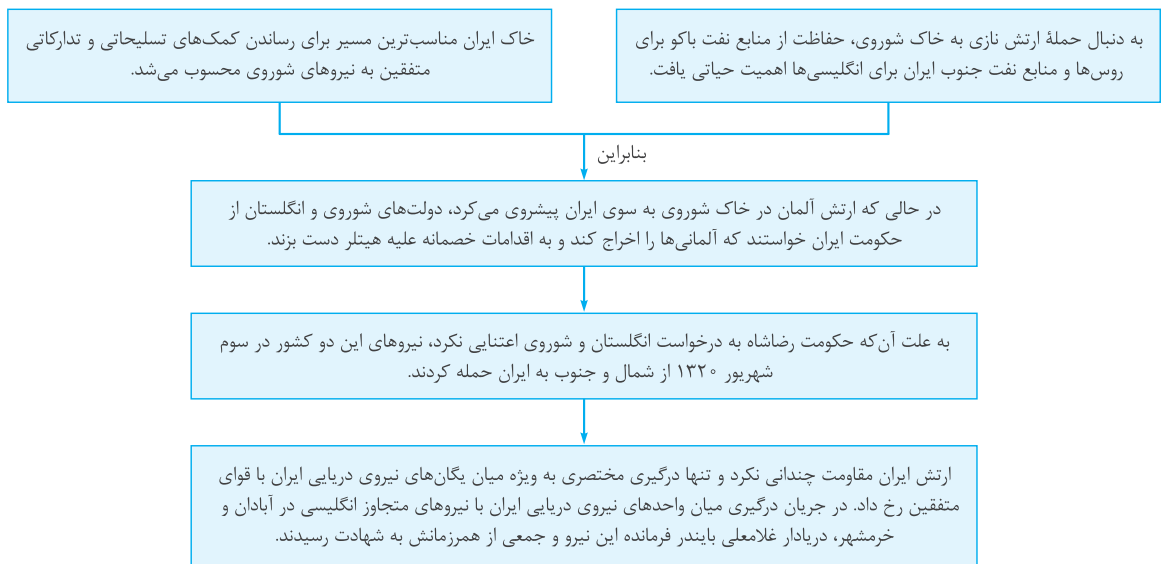 به دنبال حملهٔ ارتش نازی به خاک شوروی، حفاظت از منابع نفت باکو برای
روس‌ها و منابع نفت جنوب ایران برای انگلیسی‌ها اهمیت حیاتی یافت.
خاک ایران مناسب‌ترین مسیر برای رساندن کمک‌های تسلیحاتی و تدارکاتی
متفقین به نیروهای شوروی محسوب می‌شد.
بنابراین
در حالی که ارتش آلمان در خاک شوروی به سوی ایران پیشروی می‌کرد، دولت‌های شوروی و انگلستان از
حکومت ایران خواستند که آلمانی‌ها را اخراج کند و به اقدامات خصمانه علیه هیتلر دست بزند.
به علت آن‌که حکومت رضاشاه به درخواست انگلستان و شوروی اعتنایی نکرد، نیروهای این دو کشور در سوم
شهریور ۱۳۲۰ از شمال و جنوب به ایران حمله کردند.
ارتش ایران مقاومت چندانی نکرد و تنها درگیری مختصری به ویژه میان یگان‌های نیروی دریایی ایران با قوای
متفقین رخ داد. در جریان درگیری میان واحدهای نیروی دریایی ایران با نیروهای متجاوز انگلیسی در آبادان و
خرمشهر، دریادار غلامعلی بایندر فرمانده این نیرو و جمعی از همرزمانش به شهادت رسیدند.